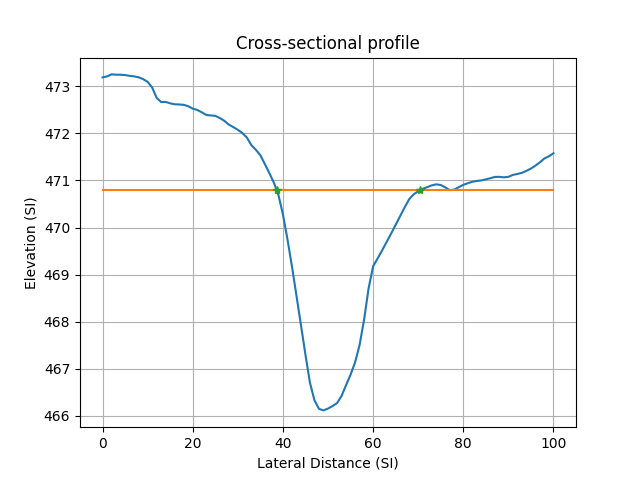 Cross-sectional profile
Elevation (SI)
473
472
471
470
469
468
467
466
0 20 40 60 80 100
Lateral Distance (SI)